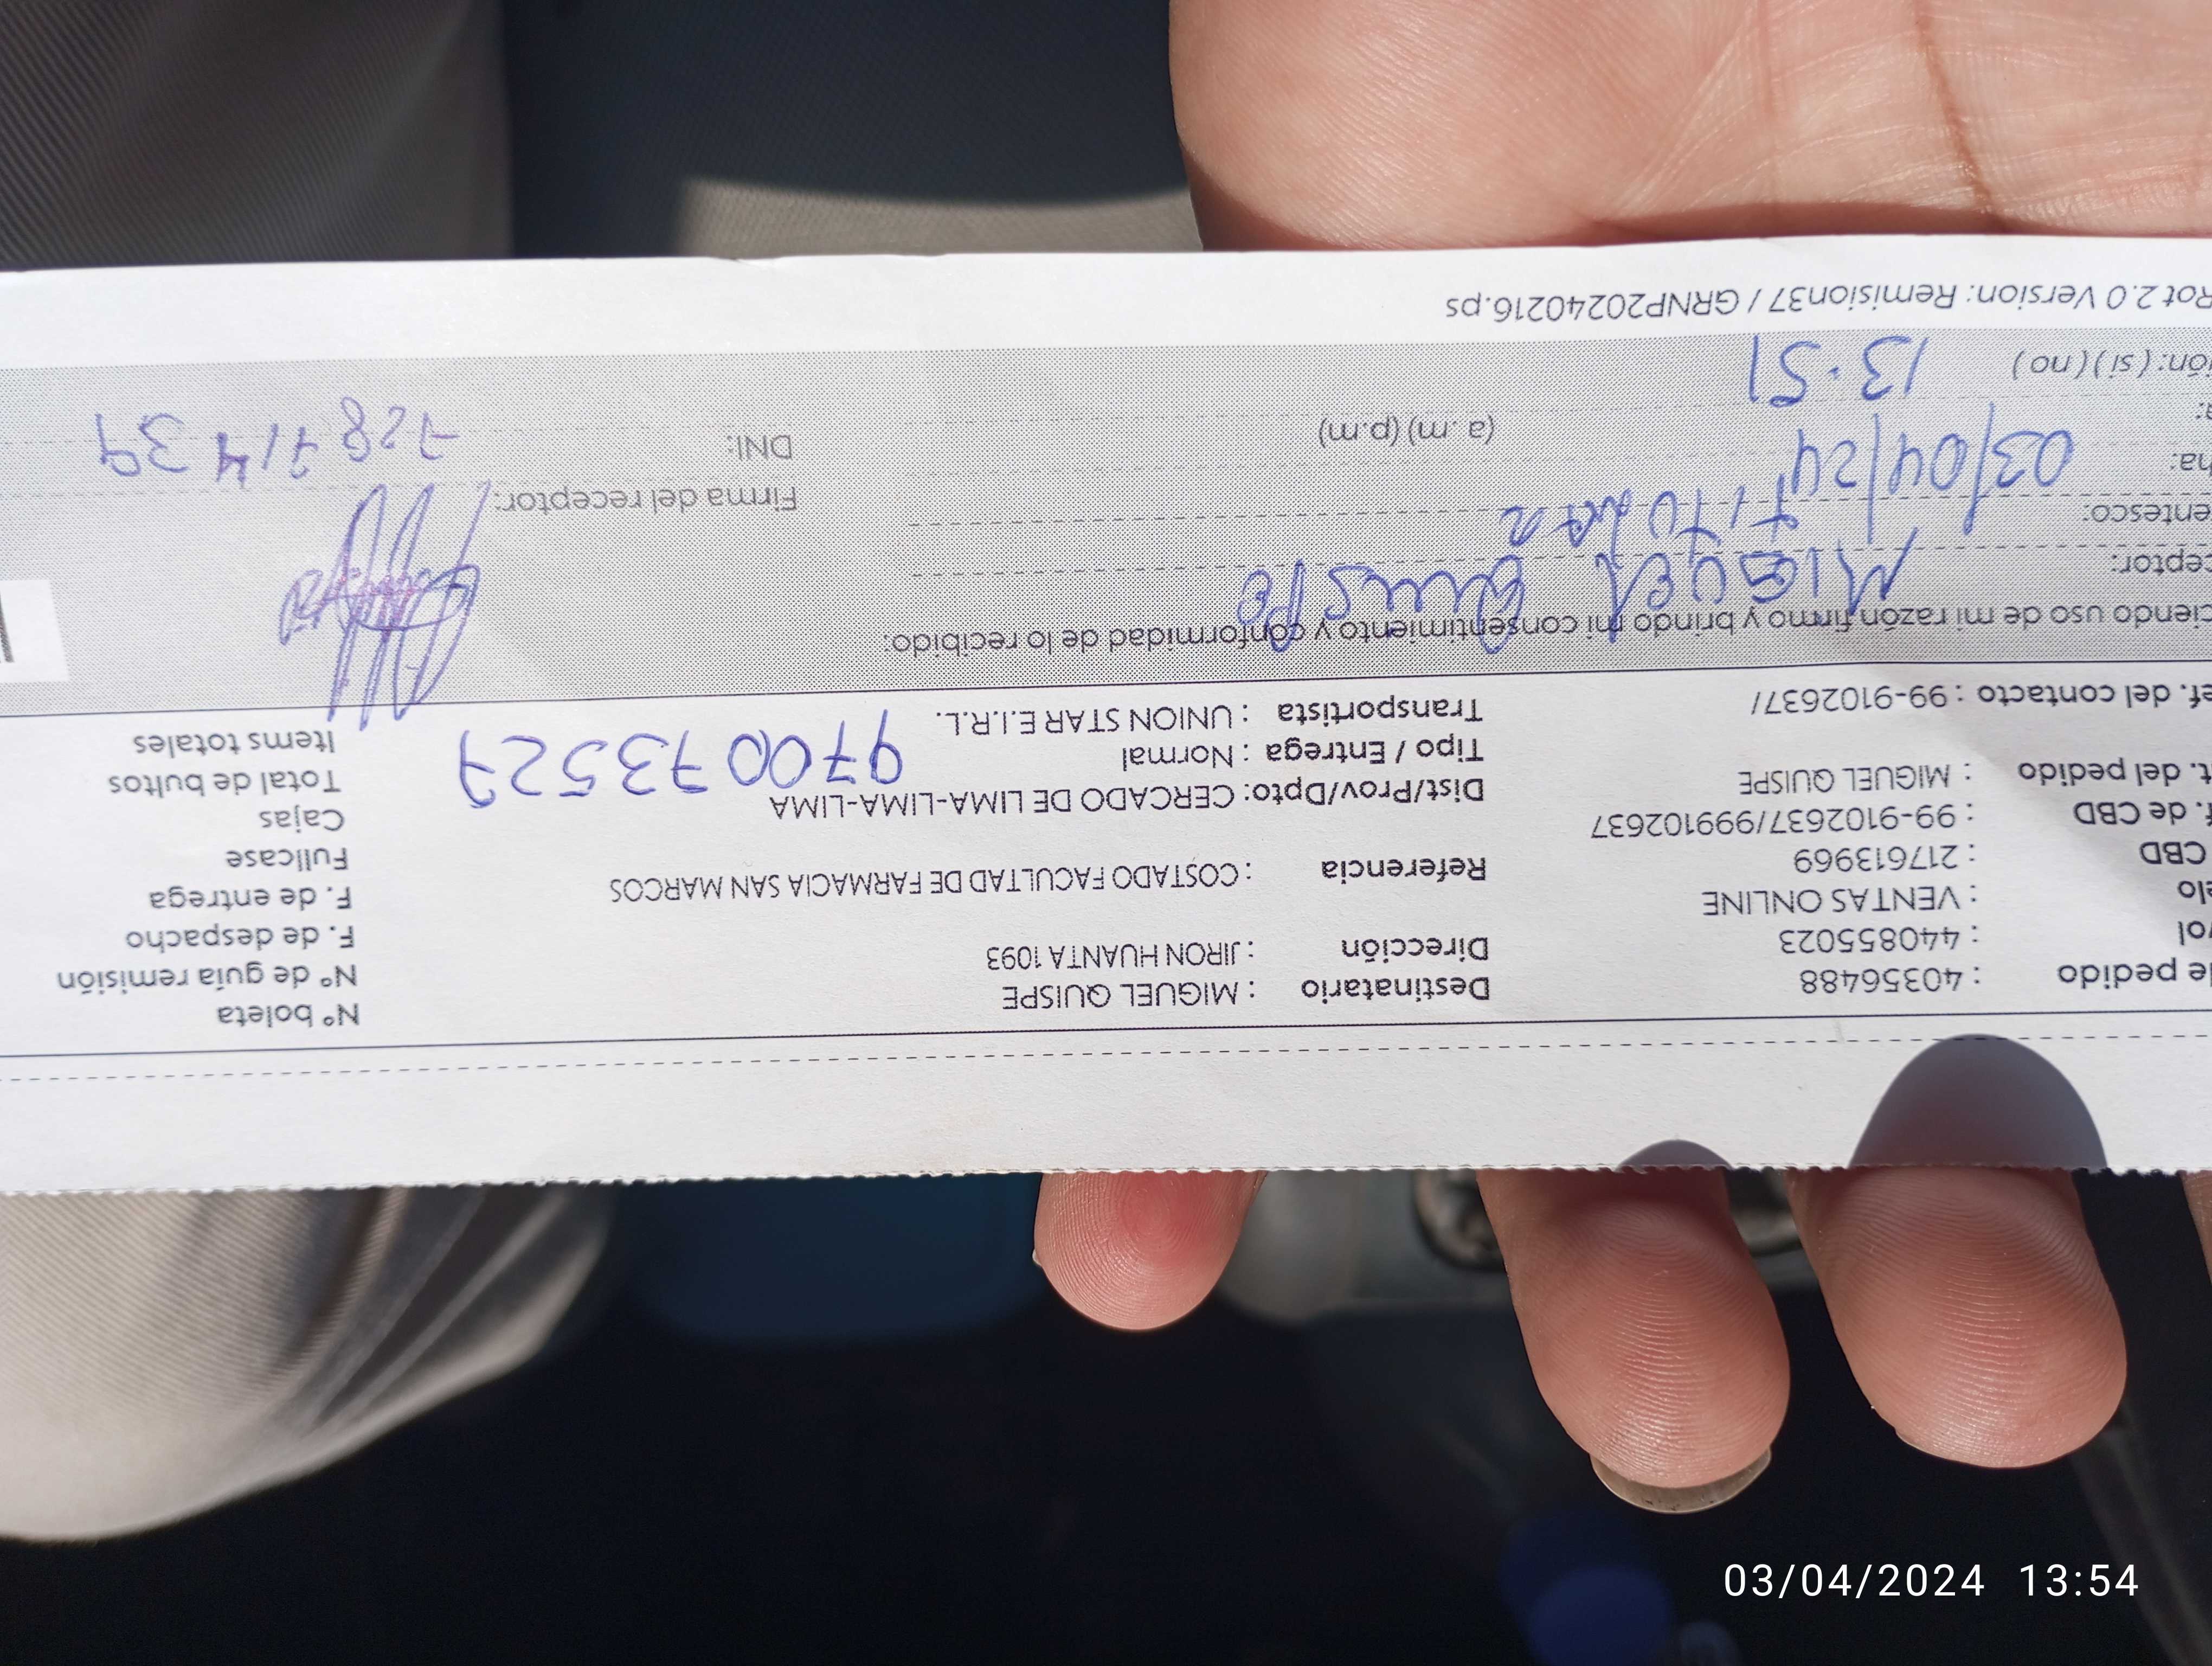 de pedido : 40356488
ol : 440855023
elo : VENTAS ONLINE
CBD : 217613969
f. de CBD : 99-9102637/999102637
t. del pedido : MIGUEL QUISPE
ef. del contacto : 99-9102637/
Destinatario : MIGUEL QUISPE
Dirección : JIRON HUANTA 1093
Referencia : COSTADO FACULTAD DE FARMACIA SAN MARCOS
Dist/Prov/Dpto: CERCADO DE LIMA-LIMA-LIMA
Tipo / Entrega : Normal
Transportista : UNION STAR E.I.R.L.
970073527
Nº boleta
Nº de guía remisión
F. de despacho
F. de entrega
Fullcase
Cajas
Total de bultos
Items totales
ciendo uso de mi razón firmo y brindo mi consentimiento y conformidad de lo recibido:
ceptor: MIGUEL Quispe
entesco: Titular
ha: 03/04/24
a: 13:51 (a. m) (p.m)
ión: ( si ) ( no )
Firma del receptor:
DNI: 72871439
Rot 2.0 Version: Remision37 / GRNP20240216.ps
03/04/2024 13:54